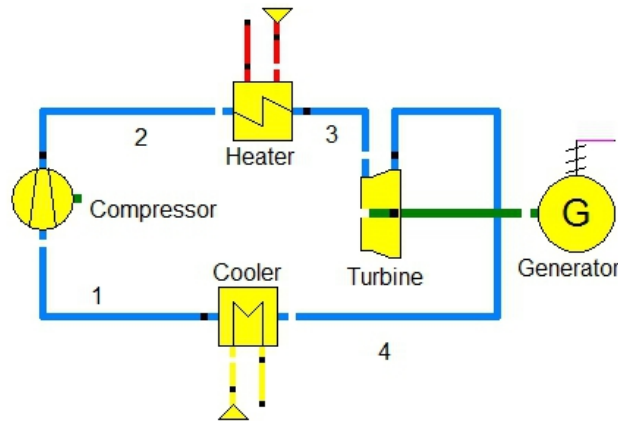 2
3
Heater
Compressor
G
Cooler
Turbine
Generator
1
4